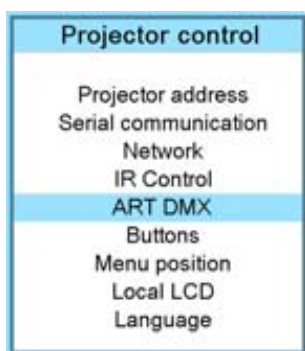 Projector control
Projector address
Serial communication
Network
IR Control
ART DMX
Buttons
Menu position
Local LCD
Language